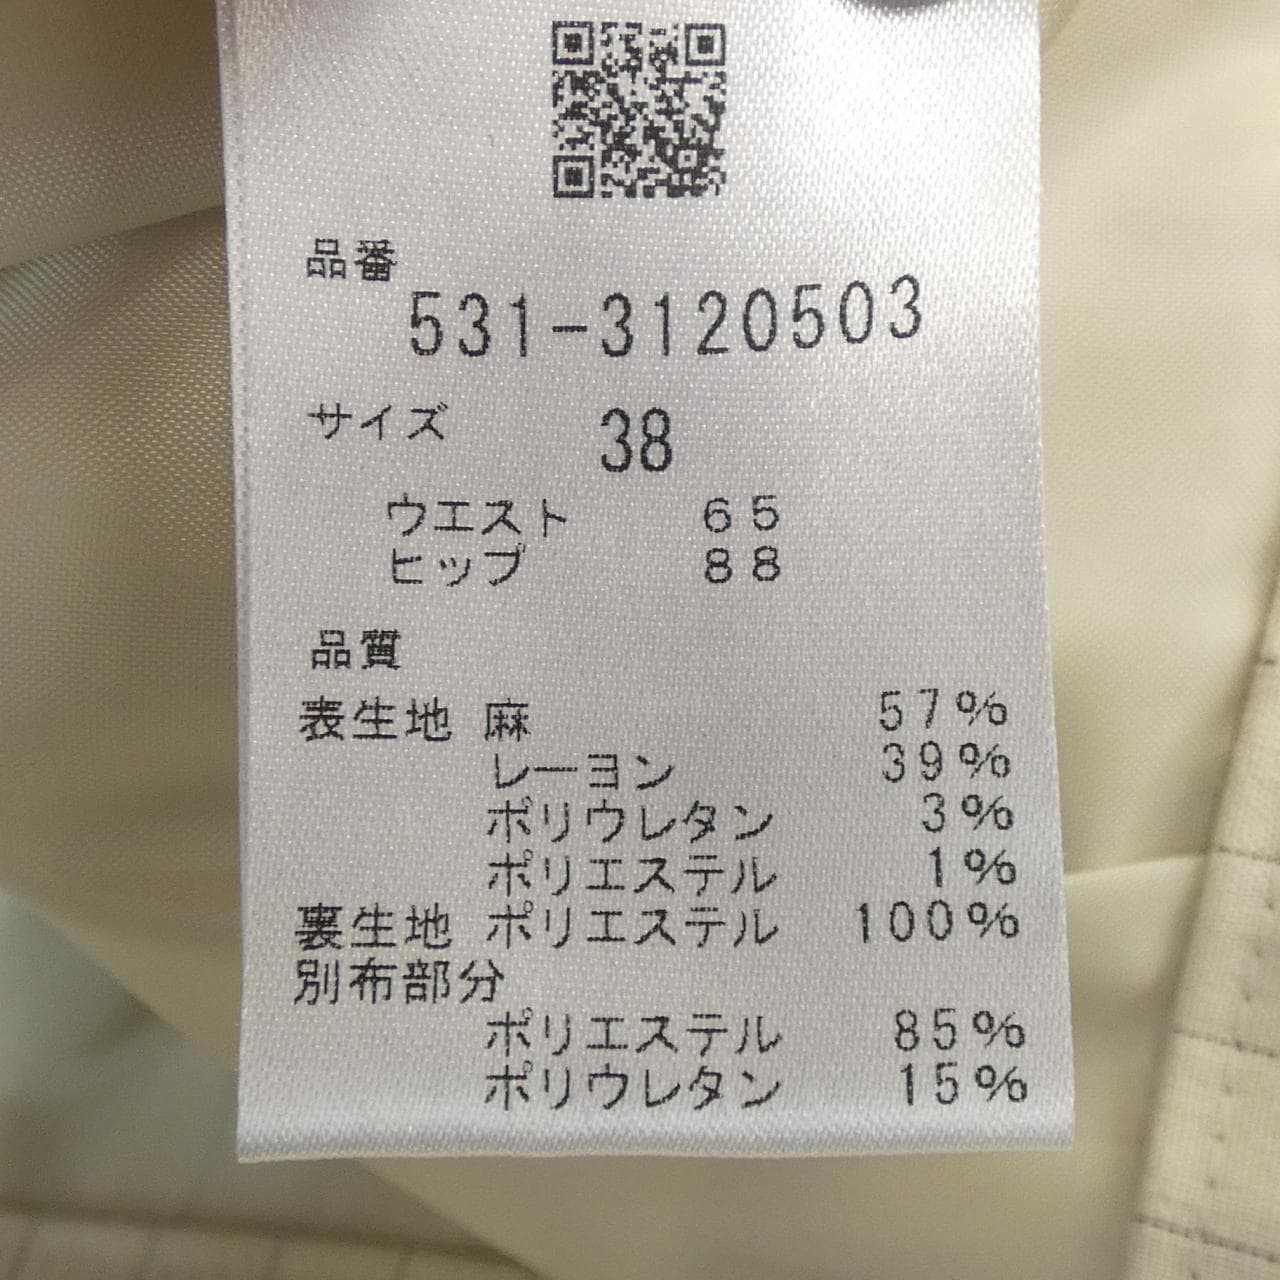 品番
531-3120503
サイズ 38
ウエスト 65
ヒップ 88
品質
表生地 麻 57%
レーヨン 39%
ポリウレタン 3%
ポリエステル 1%
裏生地 ポリエステル 100%
別布部分
ポリエステル 85%
ポリウレタン 15%